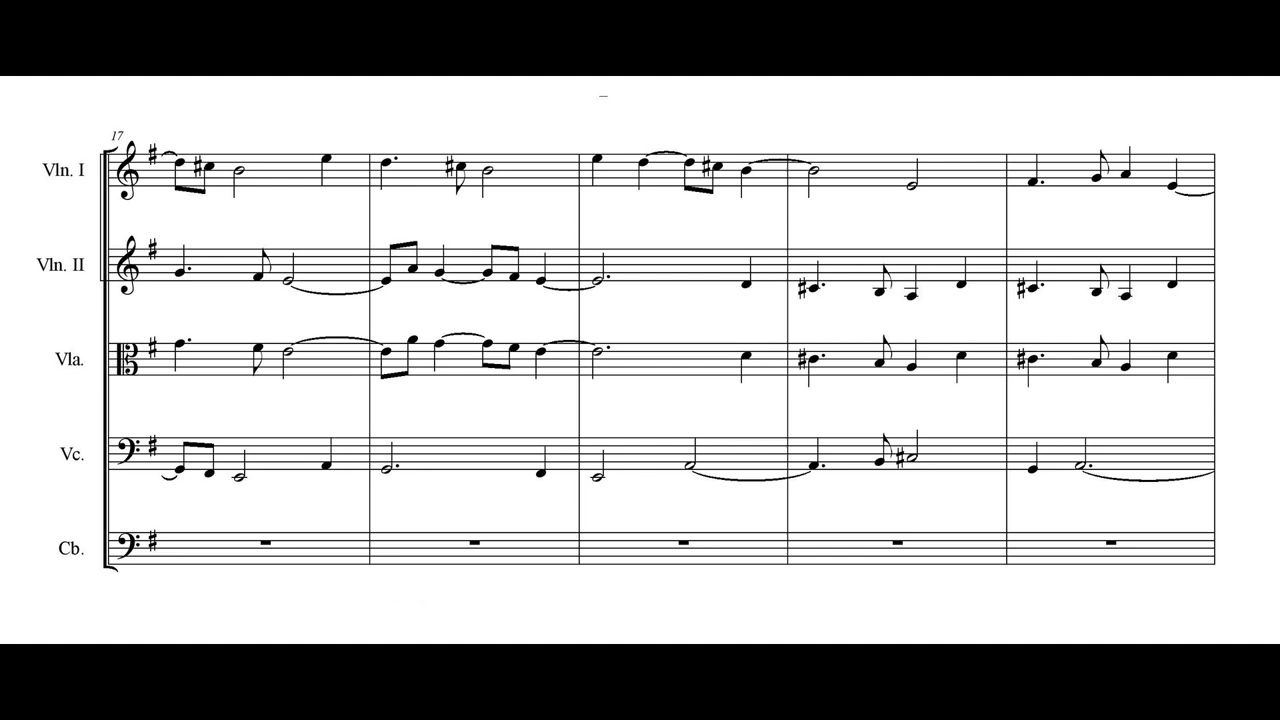 17
Vln. I
Vln. II
Vla.
Vc.
Cb.